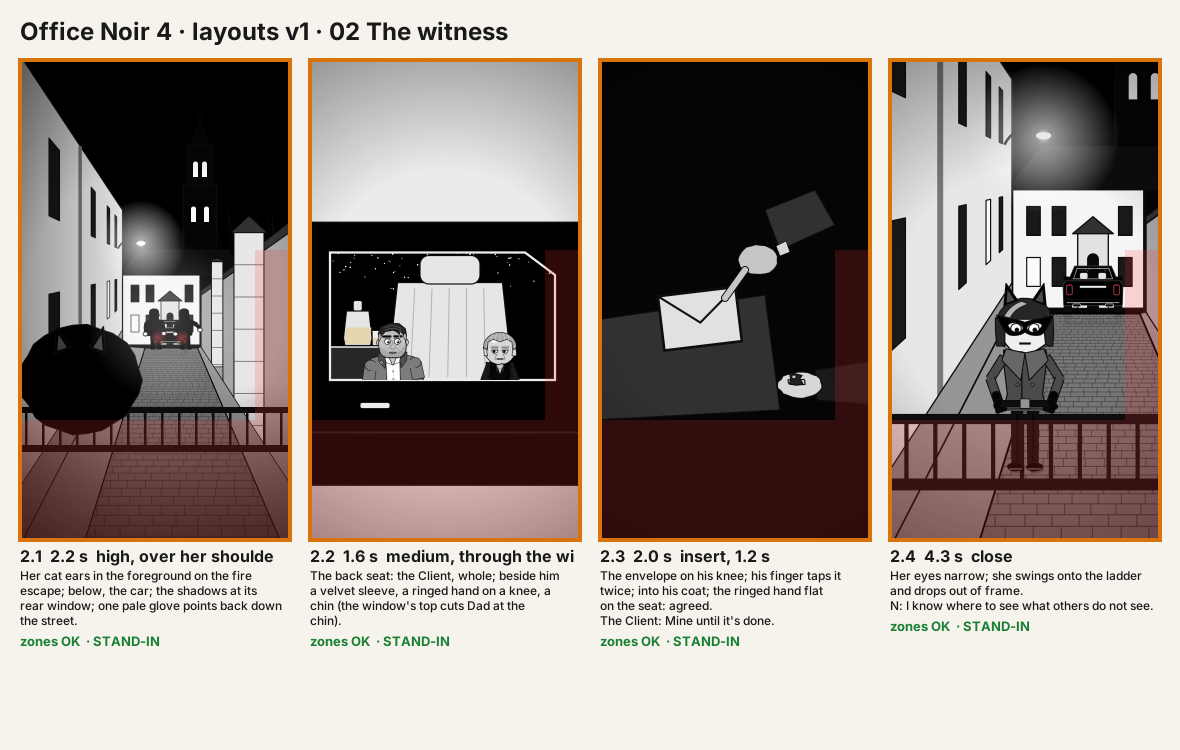 Office Noir 4 · layouts v1 · 02 The witness
2.1 2.2 s high, over her shoulde
Her cat ears in the foreground on the fire
escape; below, the car; the shadows at its
rear window; one pale glove points back down
the street.
zones OK · STAND-IN
2.2 1.6 s medium, through the wi
The back seat: the Client, whole; beside him
a velvet sleeve, a ringed hand on a knee, a
chin (the window's top cuts Dad at the
chin).
zones OK · STAND-IN
2.3 2.0 s insert, 1.2 s
The envelope on his knee; his finger taps it
twice; into his coat; the ringed hand flat
on the seat: agreed.
The Client: Mine until it's done.
zones OK · STAND-IN
2.4 4.3 s close
Her eyes narrow; she swings onto the ladder
and drops out of frame.
N: I know where to see what others do not see.
zones OK · STAND-IN